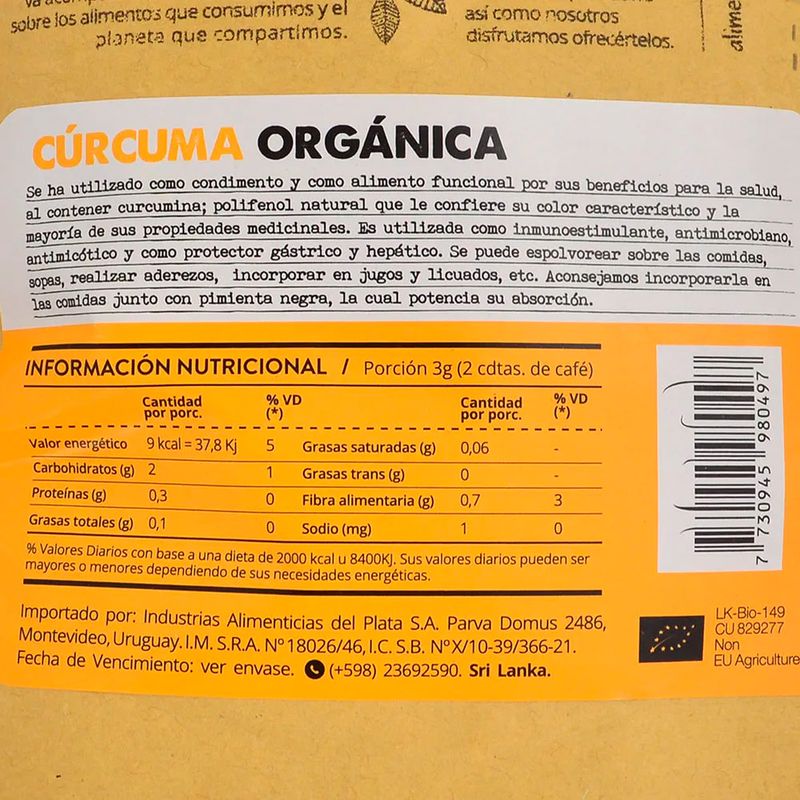 sobre los alimentos que consumimos y el
planeta que compartimos.
así como nosotros
disfrutamos ofrecértelos.
CÚRCUMA ORGÁNICA
Se ha utilizado como condimento y como alimento funcional por sus beneficios para la salud,
al contener curcumina; polifenol natural que le confiere su color característico y la
mayoría de sus propiedades medicinales. Es utilizada como inmunoestimulante, antimicrobiano,
antimicótico y como protector gástrico y hepático. Se puede espolvorear sobre las comidas,
sopas, realizar aderezos, incorporar en jugos y licuados, etc. Aconsejamos incorporarla en
las comidas junto con pimienta negra, la cual potencia su absorción.
INFORMACIÓN NUTRICIONAL / Porción 3g (2 cdtas. de café)
Cantidad por porc. % VD (*) Cantidad por porc. % VD (*)
Valor energético 9 kcal = 37,8 Kj 5 Grasas saturadas (g) 0,06 -
Carbohidratos (g) 2 1 Grasas trans (g) 0 -
Proteínas (g) 0,3 0 Fibra alimentaria (g) 0,7 3
Grasas totales (g) 0,1 0 Sodio (mg) 1 0
% Valores Diarios con base a una dieta de 2000 kcal u 8400KJ. Sus valores diarios pueden ser
mayores o menores dependiendo de sus necesidades energéticas.
Importado por: Industrias Alimenticias del Plata S.A. Parva Domus 2486,
Montevideo, Uruguay. I.M. S.R.A. Nº 18026/46, I.C. S.B. NºX/10-39/366-21.
Fecha de Vencimiento: ver envase. (+598) 23692590. Sri Lanka.
7 730945 980497
LK-Bio-149
CU 829277
Non
EU Agriculture